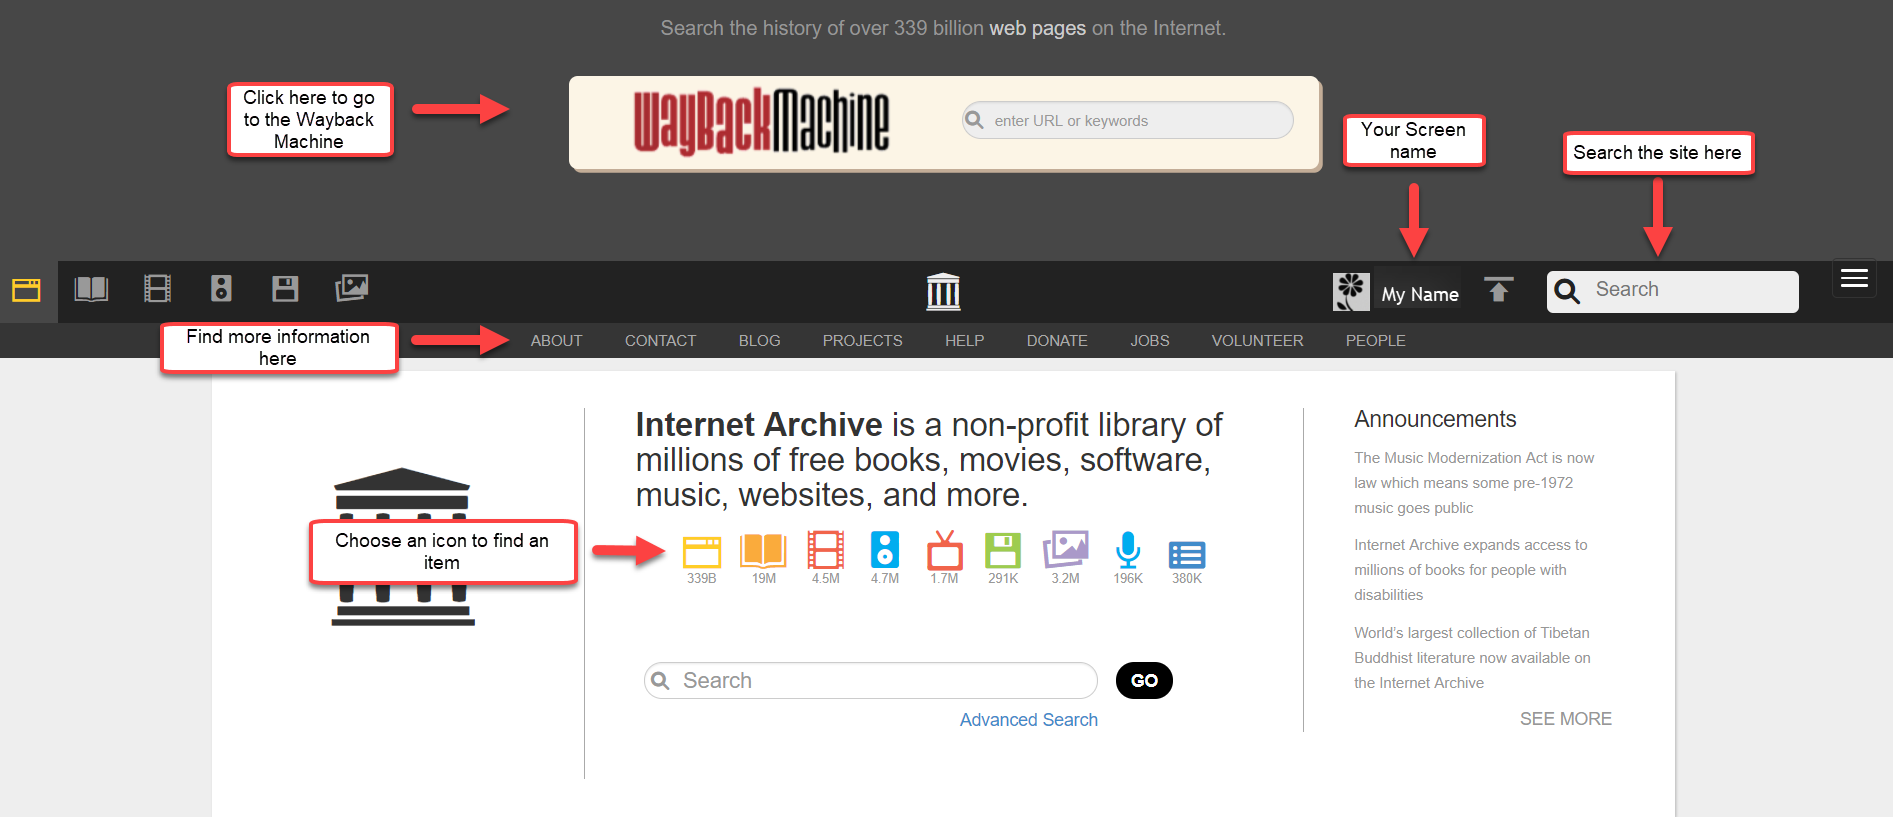 Search the history of over 339 billion web pages on the Internet.
Click here to go
to the Wayback
Machine
WayBackMachine
enter URL or keywords
Your Screen
name
Search the site here
My Name
Search
Find more information
here
ABOUT CONTACT BLOG PROJECTS HELP DONATE JOBS VOLUNTEER PEOPLE
Internet Archive is a non-profit library of
millions of free books, movies, software,
music, websites, and more.
Choose an icon to find an
item
339B 19M 4.5M 4.7M 1.7M 291K 3.2M 196K 380K
Search
GO
Advanced Search
Announcements
The Music Modernization Act is now
law which means some pre-1972
music goes public
Internet Archive expands access to
millions of books for people with
disabilities
World’s largest collection of Tibetan
Buddhist literature now available on
the Internet Archive
SEE MORE